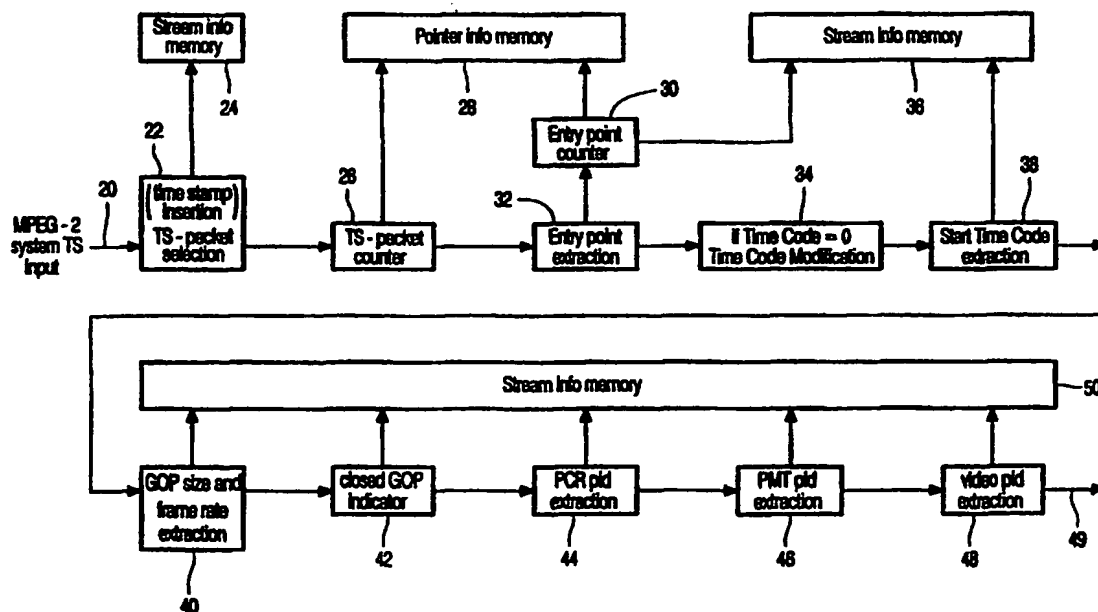 Stream info
memory
24
Pointer info memory
28
Stream info memory
36
30
Entry point
counter
22
20
MPEG - 2
system TS
input
(time stamp)
insertion
TS - packet
selection
26
TS - packet
counter
32
Entry point
extraction
34
if Time Code = 0
Time Code Modification
38
Start Time Code
extraction
Stream info memory
50
GOP size and
frame rate
extraction
40
closed GOP
indicator
42
PCR pid
extraction
44
PMT pid
extraction
46
video pid
extraction
48
49